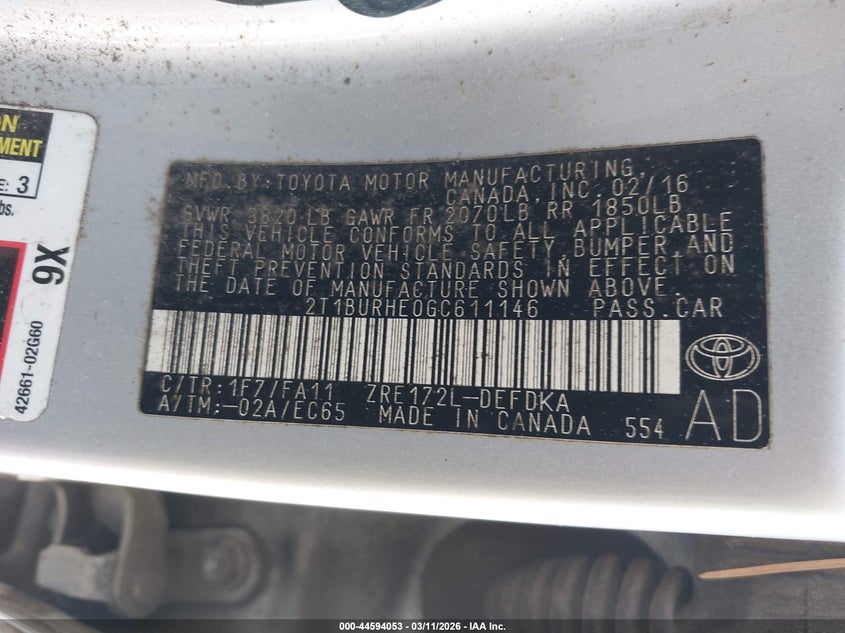 ON
EMENT
E: 3
bs.
9X
42661-02G60
MFD.BY:TOYOTA MOTOR MANUFACTURING
CANADA, INC. 02/16
GVWR 3820 LB GAWR FR 2070LB RR 1850LB
THIS VEHICLE CONFORMS TO ALL APPLICABLE
FEDERAL MOTOR VEHICLE SAFETY, BUMPER AND
THEFT PREVENTION STANDARDS IN EFFECT ON
THE DATE OF MANUFACTURE SHOWN ABOVE.
2T1BURHE0GC611146 PASS.CAR
C/TR:1F7/FA11 ZRE172L-DEFDKA
A/TM:-02A/EC65 MADE IN CANADA 554
AD
000-44594053 — 03/11/2026 — IAA Inc.